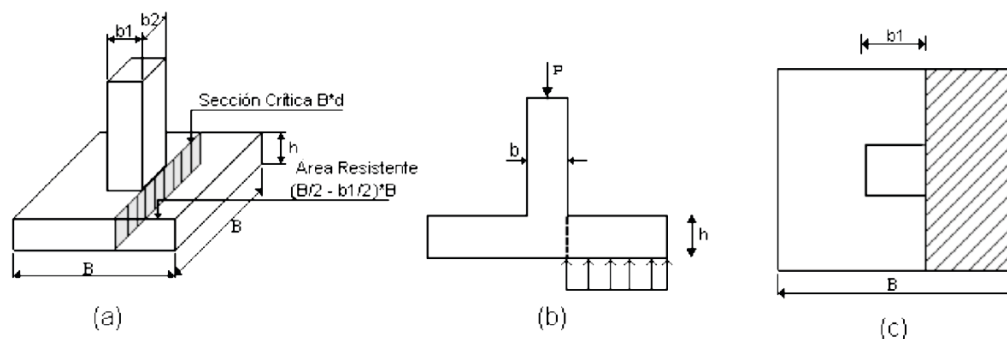 b1
b2
Sección Crítica B*d
h
Area Resistente
(B/2 - b1/2)*B
B
B
(a)
P
b
h
(b)
b1
B
(c)